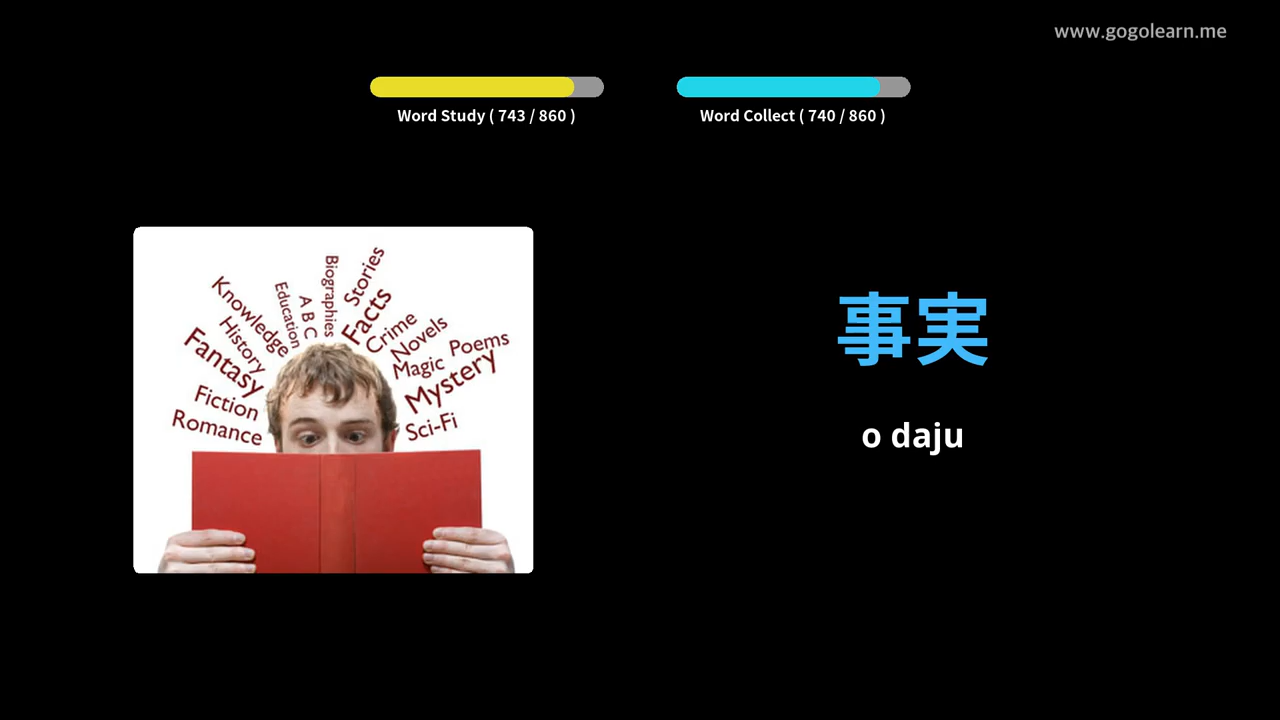 www.gogolearn.me
Word Study ( 743 / 860 )
Word Collect ( 740 / 860 )
Stories
Biographies
Facts
A B C
Education
Knowledge
Crime
History
Novels
Poems
Fantasy
Magic
Mystery
Fiction
Sci-Fi
Romance
事実
o daju